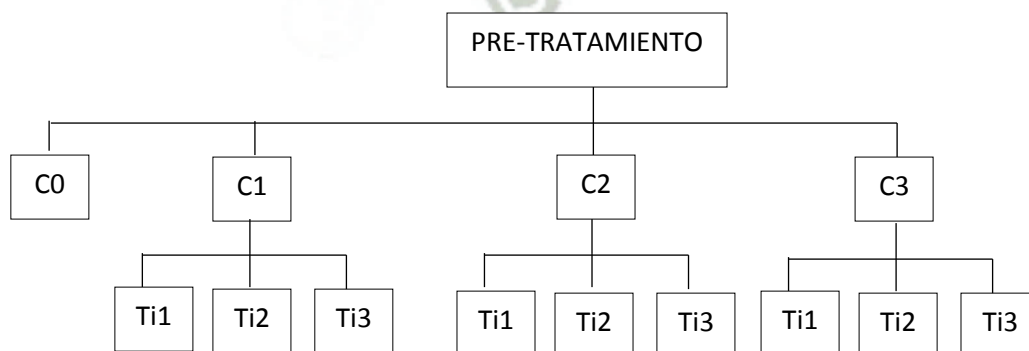 PRE-TRATAMIENTO
C0 C1 C2 C3
Ti1 Ti2 Ti3 Ti1 Ti2 Ti3 Ti1 Ti2 Ti3